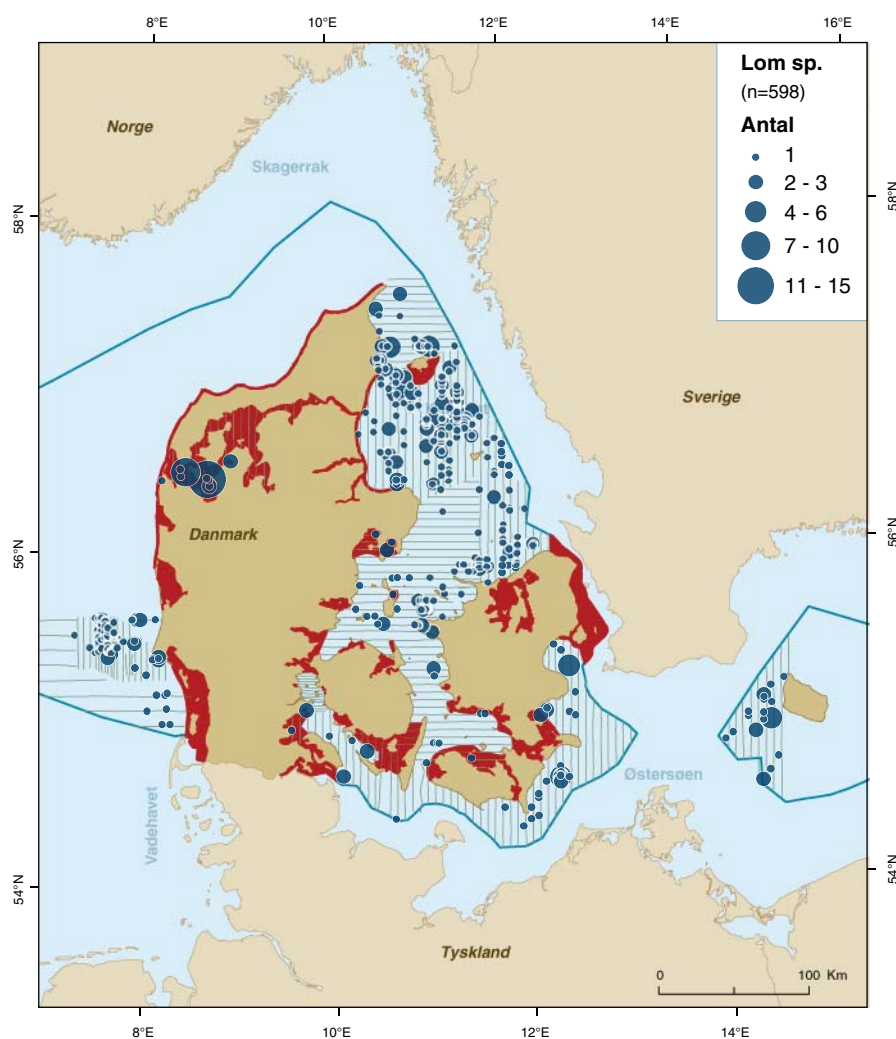 8°E 10°E 12°E 14°E 16°E
Lom sp.
(n=598)
Antal
1
2 - 3
4 - 6
7 - 10
11 - 15
Norge
Skagerrak
58°N
58°N
Sverige
Danmark
56°N
56°N
Østersøen
Vadehavet
54°N
54°N
Tyskland
0 100 Km
8°E 10°E 12°E 14°E